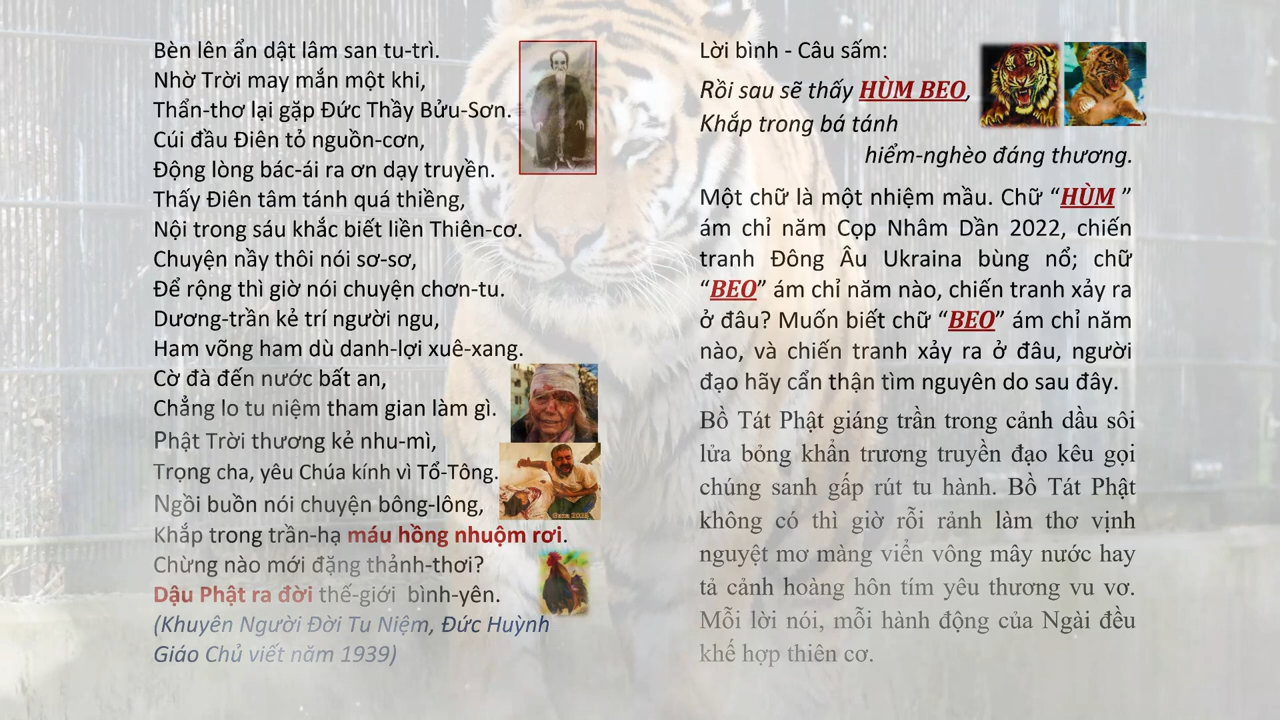 Bèn lên ẩn dật lâm san tu-trì.
Nhờ Trời may mắn một khi,
Thẩn-thơ lại gặp Đức Thầy Bửu-Sơn.
Cúi đầu Điên tỏ nguồn-cơn,
Động lòng bác-ái ra ơn dạy truyền.
Thấy Điên tâm tánh quá thiềng,
Nội trong sáu khắc biết liền Thiên-cơ.
Chuyện nầy thôi nói sơ-sơ,
Để rộng thì giờ nói chuyện chơn-tu.
Dương-trần kẻ trí người ngu,
Ham võng ham dù danh-lợi xuê-xang.
Cờ đà đến nước bất an,
Chẳng lo tu niệm tham gian làm gì.
Phật Trời thương kẻ nhu-mì,
Trọng cha, yêu Chúa kính vì Tổ-Tông.
Ngồi buồn nói chuyện bông-lông,
Khắp trong trần-hạ máu hồng nhuộm rơi.
Chừng nào mới đặng thảnh-thơi?
Dậu Phật ra đời thế-giới bình-yên.
(Khuyên Người Đời Tu Niệm, Đức Huỳnh
Giáo Chủ viết năm 1939)
Lời bình - Câu sấm:
Rồi sau sẽ thấy HÙM BEO,
Khắp trong bá tánh
hiểm-nghèo đáng thương.
Một chữ là một nhiệm mầu. Chữ “HÙM ”
ám chỉ năm Cọp Nhâm Dần 2022, chiến
tranh Đông Âu Ukraina bùng nổ; chữ
“BEO” ám chỉ năm nào, chiến tranh xảy ra
ở đâu? Muốn biết chữ “BEO” ám chỉ năm
nào, và chiến tranh xảy ra ở đâu, người
đạo hãy cẩn thận tìm nguyên do sau đây.
Bồ Tát Phật giáng trần trong cảnh dầu sôi
lửa bỏng khẩn trương truyền đạo kêu gọi
chúng sanh gấp rút tu hành. Bồ Tát Phật
không có thì giờ rỗi rảnh làm thơ vịnh
nguyệt mơ màng viển vông mây nước hay
tả cảnh hoàng hôn tím yêu thương vu vơ.
Mỗi lời nói, mỗi hành động của Ngài đều
khế hợp thiên cơ.